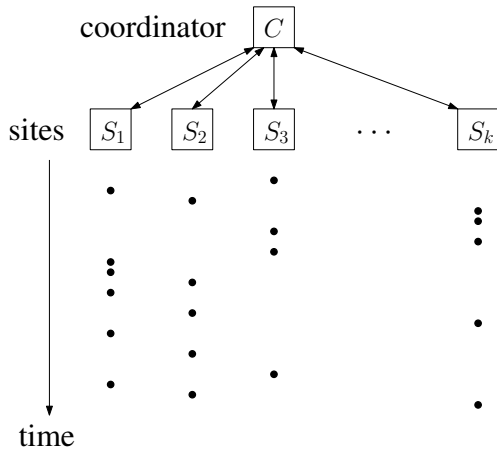 coordinator C
sites S₁ S₂ S₃ ··· Sₖ
time